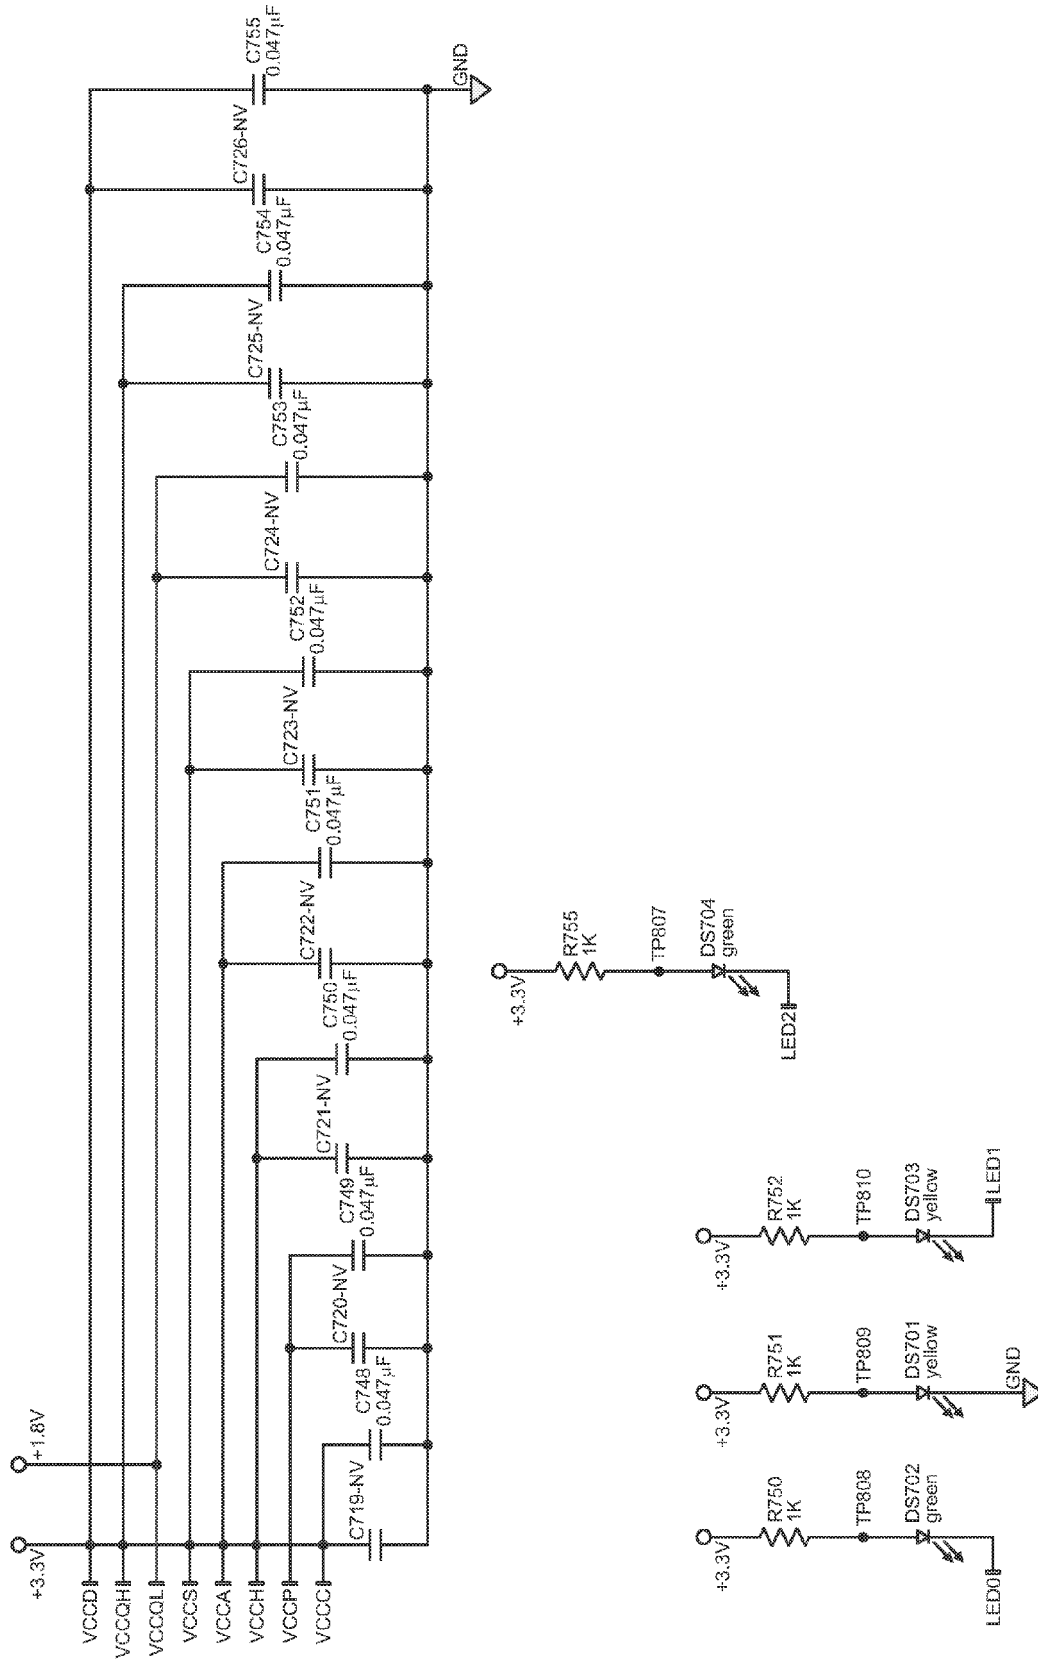 +3.3V
+1.8V
VCCD
VCCQH
VCCQL
VCCS
VCCA
VCCH
VCCP
VCCC
C719-NV
C748
0.047µF
C720-NV
C749
0.047µF
C721-NV
C750
0.047µF
C722-NV
C751
0.047µF
C723-NV
C752
0.047µF
C724-NV
C753
0.047µF
C725-NV
C754
0.047µF
C726-NV
C755
0.047µF
GND
+3.3V
R755
1K
TP807
DS704
green
LED2
+3.3V
R750
1K
TP808
DS702
green
LED0
+3.3V
R751
1K
TP809
DS701
yellow
GND
+3.3V
R752
1K
TP810
DS703
yellow
LED1